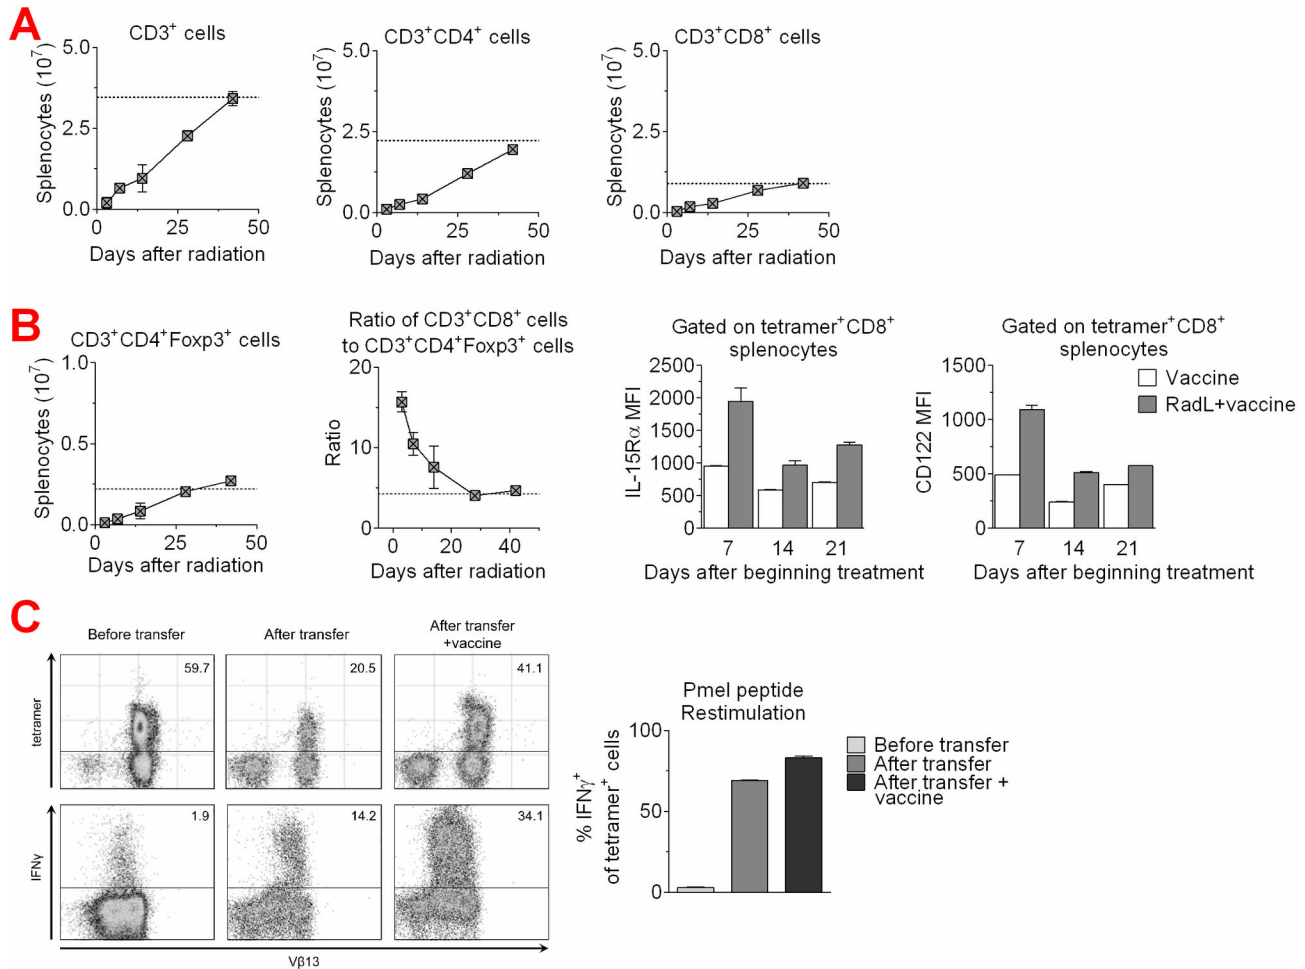 A
CD3+ cells
CD3+CD4+ cells
CD3+CD8+ cells
Splenocytes (10⁷)
5.0
2.5
0.0
0
25
50
Days after radiation
Splenocytes (10⁷)
5.0
2.5
0.0
0
25
50
Days after radiation
Splenocytes (10⁷)
5.0
2.5
0.0
0
25
50
Days after radiation
B
CD3+CD4+Foxp3+ cells
Splenocytes (10⁷)
1.0
0.5
0.0
0
25
50
Days after radiation
Ratio of CD3+CD8+ cells
to CD3+CD4+Foxp3+ cells
Ratio
20
10
0
0
20
40
Days after radiation
Gated on tetramer+CD8+
splenocytes
IL-15Rα MFI
2500
2000
1500
1000
500
0
7
14
21
Days after beginning treatment
Gated on tetramer+CD8+
splenocytes
CD122 MFI
1500
1000
500
0
7
14
21
Days after beginning treatment
Vaccine
RadL+vaccine
C
Before transfer
After transfer
After transfer
+vaccine
tetramer
59.7
20.5
41.1
IFNγ
1.9
14.2
34.1
Vβ13
Pmel peptide
Restimulation
% IFNγ+
of tetramer+ cells
100
50
0
Before transfer
After transfer
After transfer +
vaccine